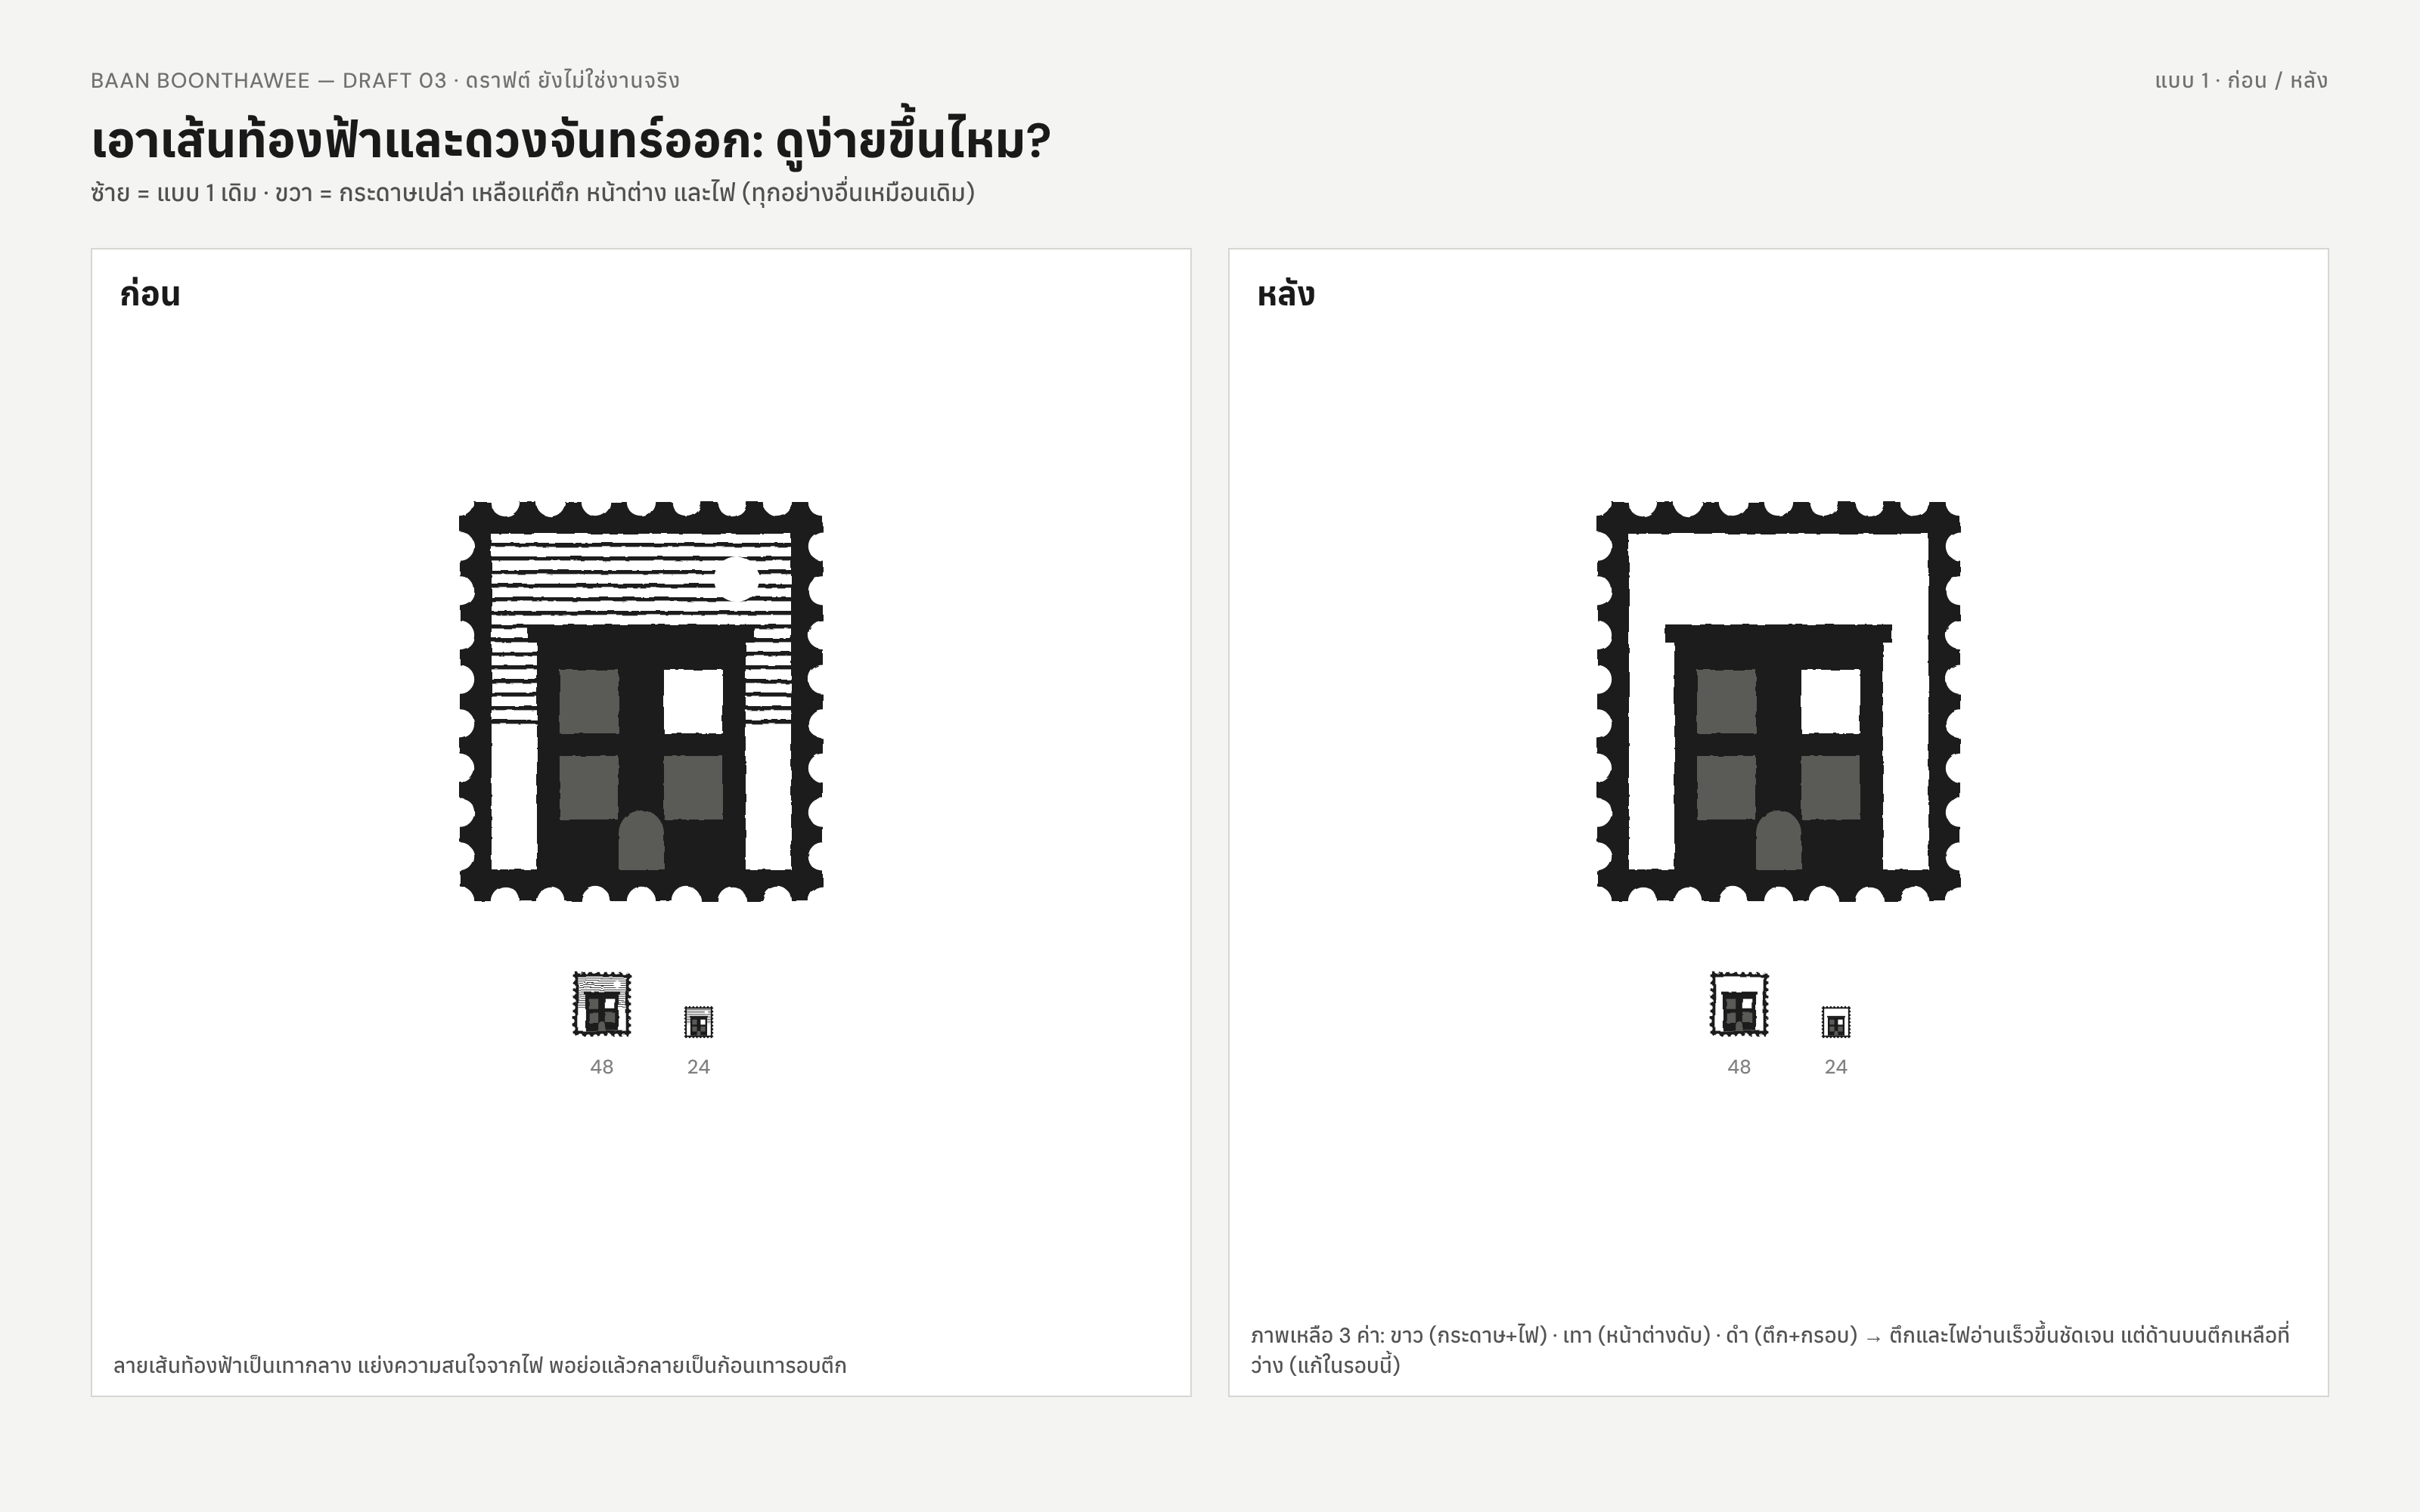 BAAN BOONTHAWEE — DRAFT 03 · ดราฟต์ ยังไม่ใช่งานจริง
แบบ 1 · ก่อน / หลัง
เอาเส้นท้องฟ้าและดวงจันทร์ออก: ดูง่ายขึ้นไหม?
ซ้าย = แบบ 1 เดิม · ขวา = กระดาษเปล่า เหลือแค่ตึก หน้าต่าง และไฟ (ทุกอย่างอื่นเหมือนเดิม)
ก่อน
48
24
ลายเส้นท้องฟ้าเป็นเทากลาง แย่งความสนใจจากไฟ พอย่อแล้วกลายเป็นก้อนเทารอบตึก
หลัง
48
24
ภาพเหลือ 3 ค่า: ขาว (กระดาษ+ไฟ) · เทา (หน้าต่างดับ) · ดำ (ตึก+กรอบ) → ตึกและไฟอ่านเร็วขึ้นชัดเจน แต่ด้านบนตึกเหลือที่
ว่าง (แก้ในรอบนี้)